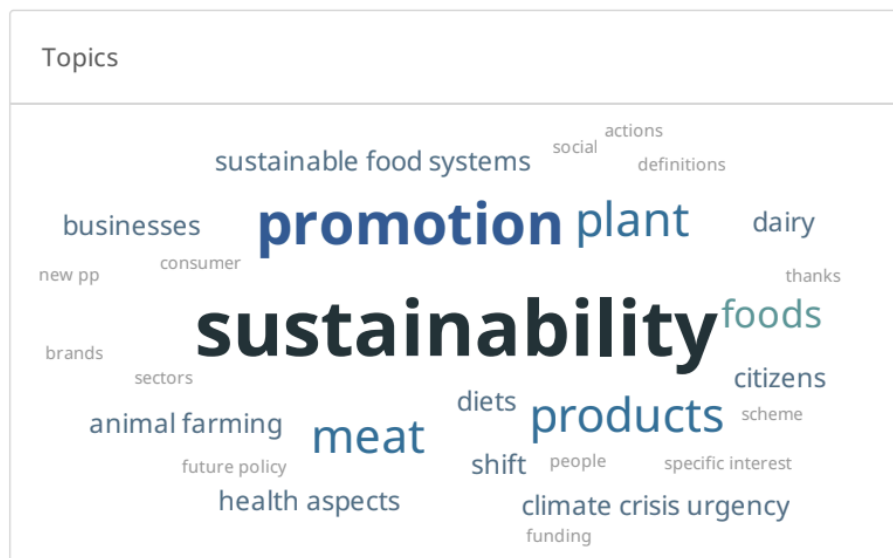 Topics
actions
social
sustainable food systems
definitions
businesses
promotion
plant
dairy
consumer
new pp
thanks
sustainability
foods
brands
sectors
citizens
diets
products
scheme
animal farming
meat
shift
people
specific interest
future policy
health aspects
climate crisis urgency
funding